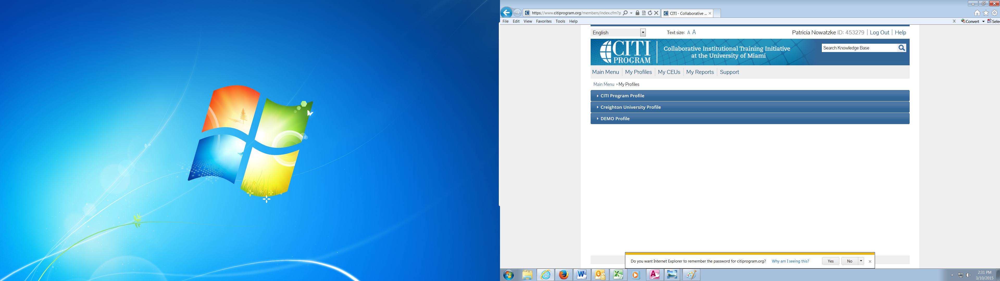 https://www.citiprogram.org/members/index.cfm?p
CITI - Collaborative ...
File Edit View Favorites Tools Help
Convert
Selec
English
Text size: A A
Patricia Nowatzke ID: 453279 | Log Out | Help
CITI PROGRAM
Collaborative Institutional Training Initiative
at the University of Miami
Search Knowledge Base
Main Menu My Profiles My CEUs My Reports Support
Main Menu › My Profiles
CITI Program Profile
Creighton University Profile
DEMO Profile
Do you want Internet Explorer to remember the password for citiprogram.org? Why am I seeing this? Yes No
2:31 PM
3/10/2015